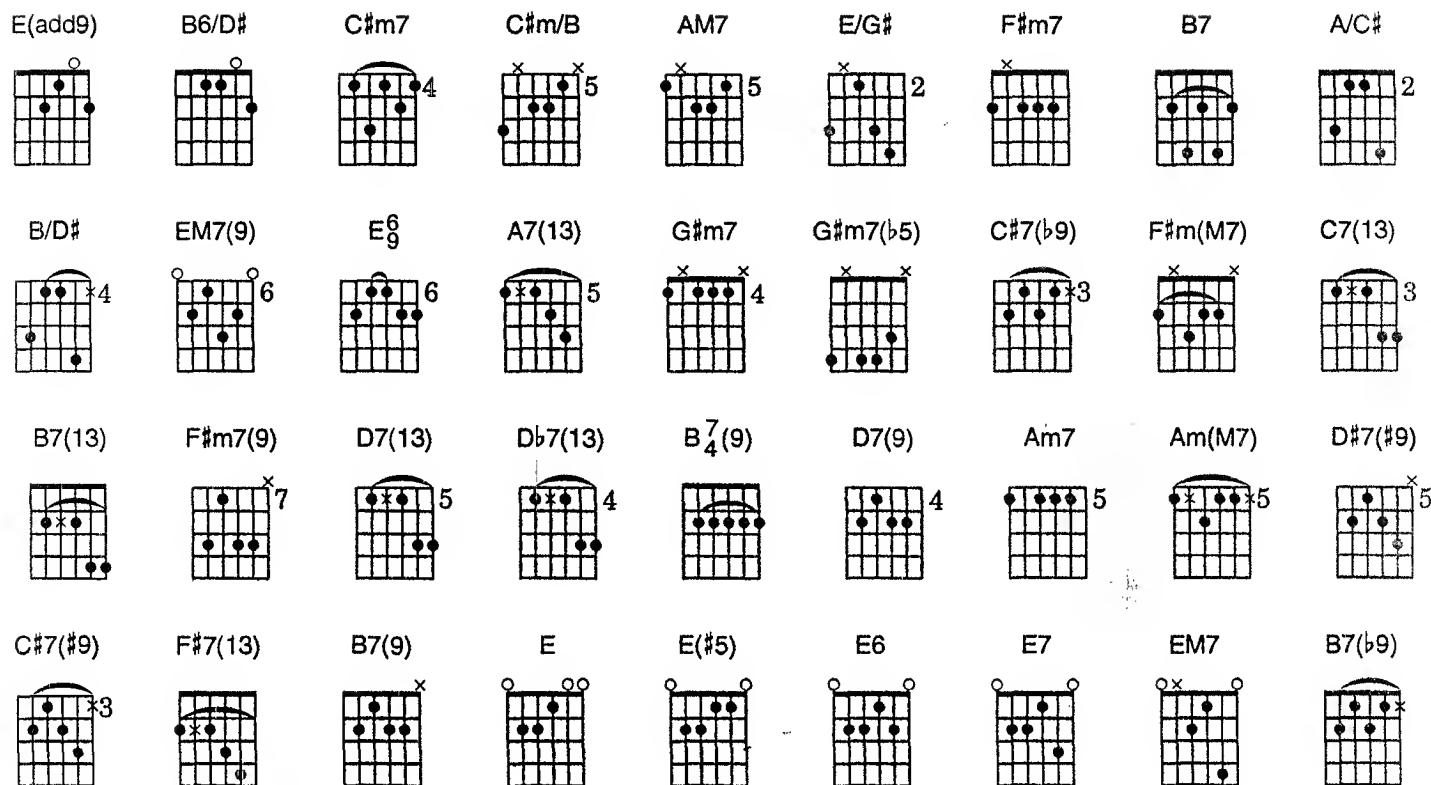 E(add9) B6/D♯ C♯m7 C♯m/B AM7 E/G♯ F♯m7 B7 A/C♯
4 5 5 2 2
B/D♯ EM7(9) E6/9 A7(13) G♯m7 G♯m7(♭5) C♯7(♭9) F♯m(M7) C7(13)
4 6 6 5 4 3 3
B7(13) F♯m7(9) D7(13) D♭7(13) B7/4(9) D7(9) Am7 Am(M7) D♯7(♯9)
7 5 4 4 5 5 5
C♯7(♯9) F♯7(13) B7(9) E E(♯5) E6 E7 EM7 B7(♭9)
3